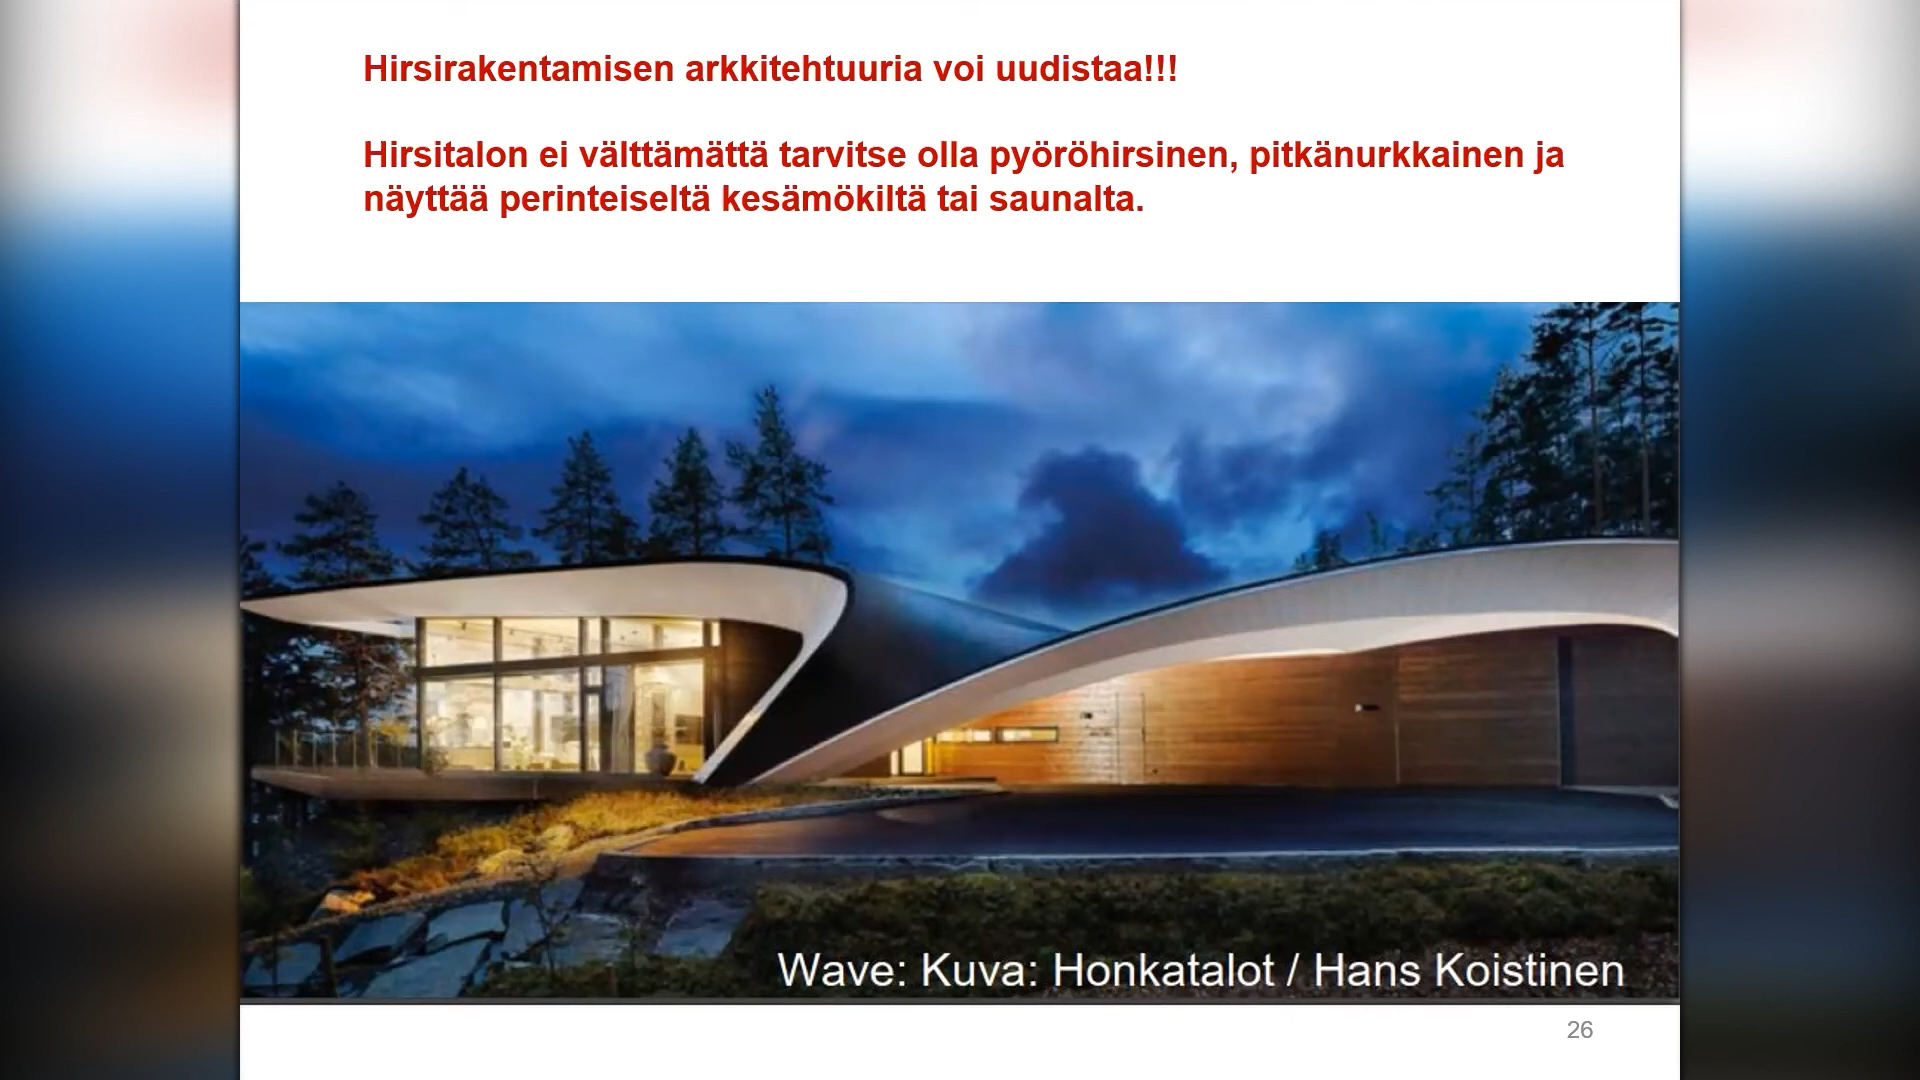 Hirsirakentamisen arkkitehtuuria voi uudistaa!!!
Hirsitalon ei välttämättä tarvitse olla pyöröhirsinen, pitkänurkkainen ja
näyttää perinteiseltä kesämökiltä tai saunalta.
Wave: Kuva: Honkatalot / Hans Koistinen
26